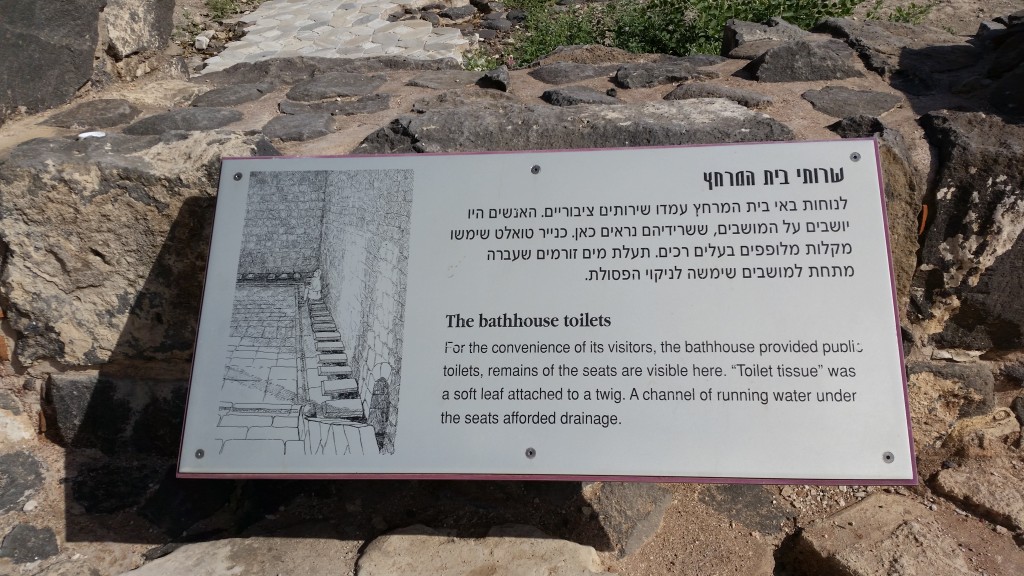 שרותי בית המרחץ
לנוחות באי בית המרחץ עמדו שירותים ציבוריים. האנשים היו
יושבים על המושבים, ששרידיהם נראים כאן. כנייר טואלט שימשו
מקלות מלופפים בעלים רכים. תעלת מים זורמים שעברה
מתחת למושבים שימשה לניקוי הפסולת.
The bathhouse toilets
For the convenience of its visitors, the bathhouse provided public
toilets, remains of the seats are visible here. “Toilet tissue” was
a soft leaf attached to a twig. A channel of running water under
the seats afforded drainage.